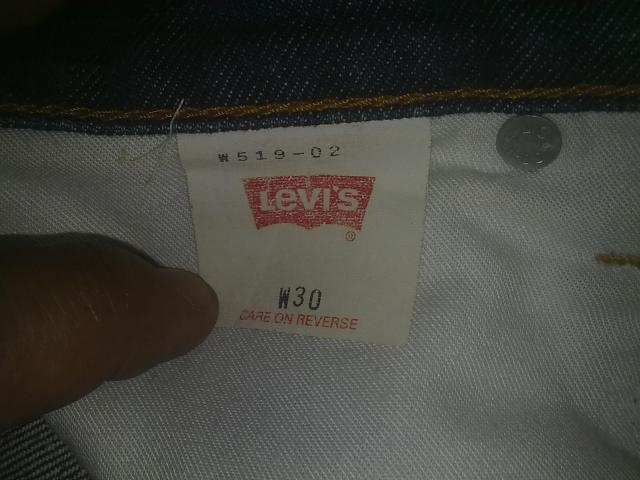 W519-02
Levi's
®
W30
CARE ON REVERSE